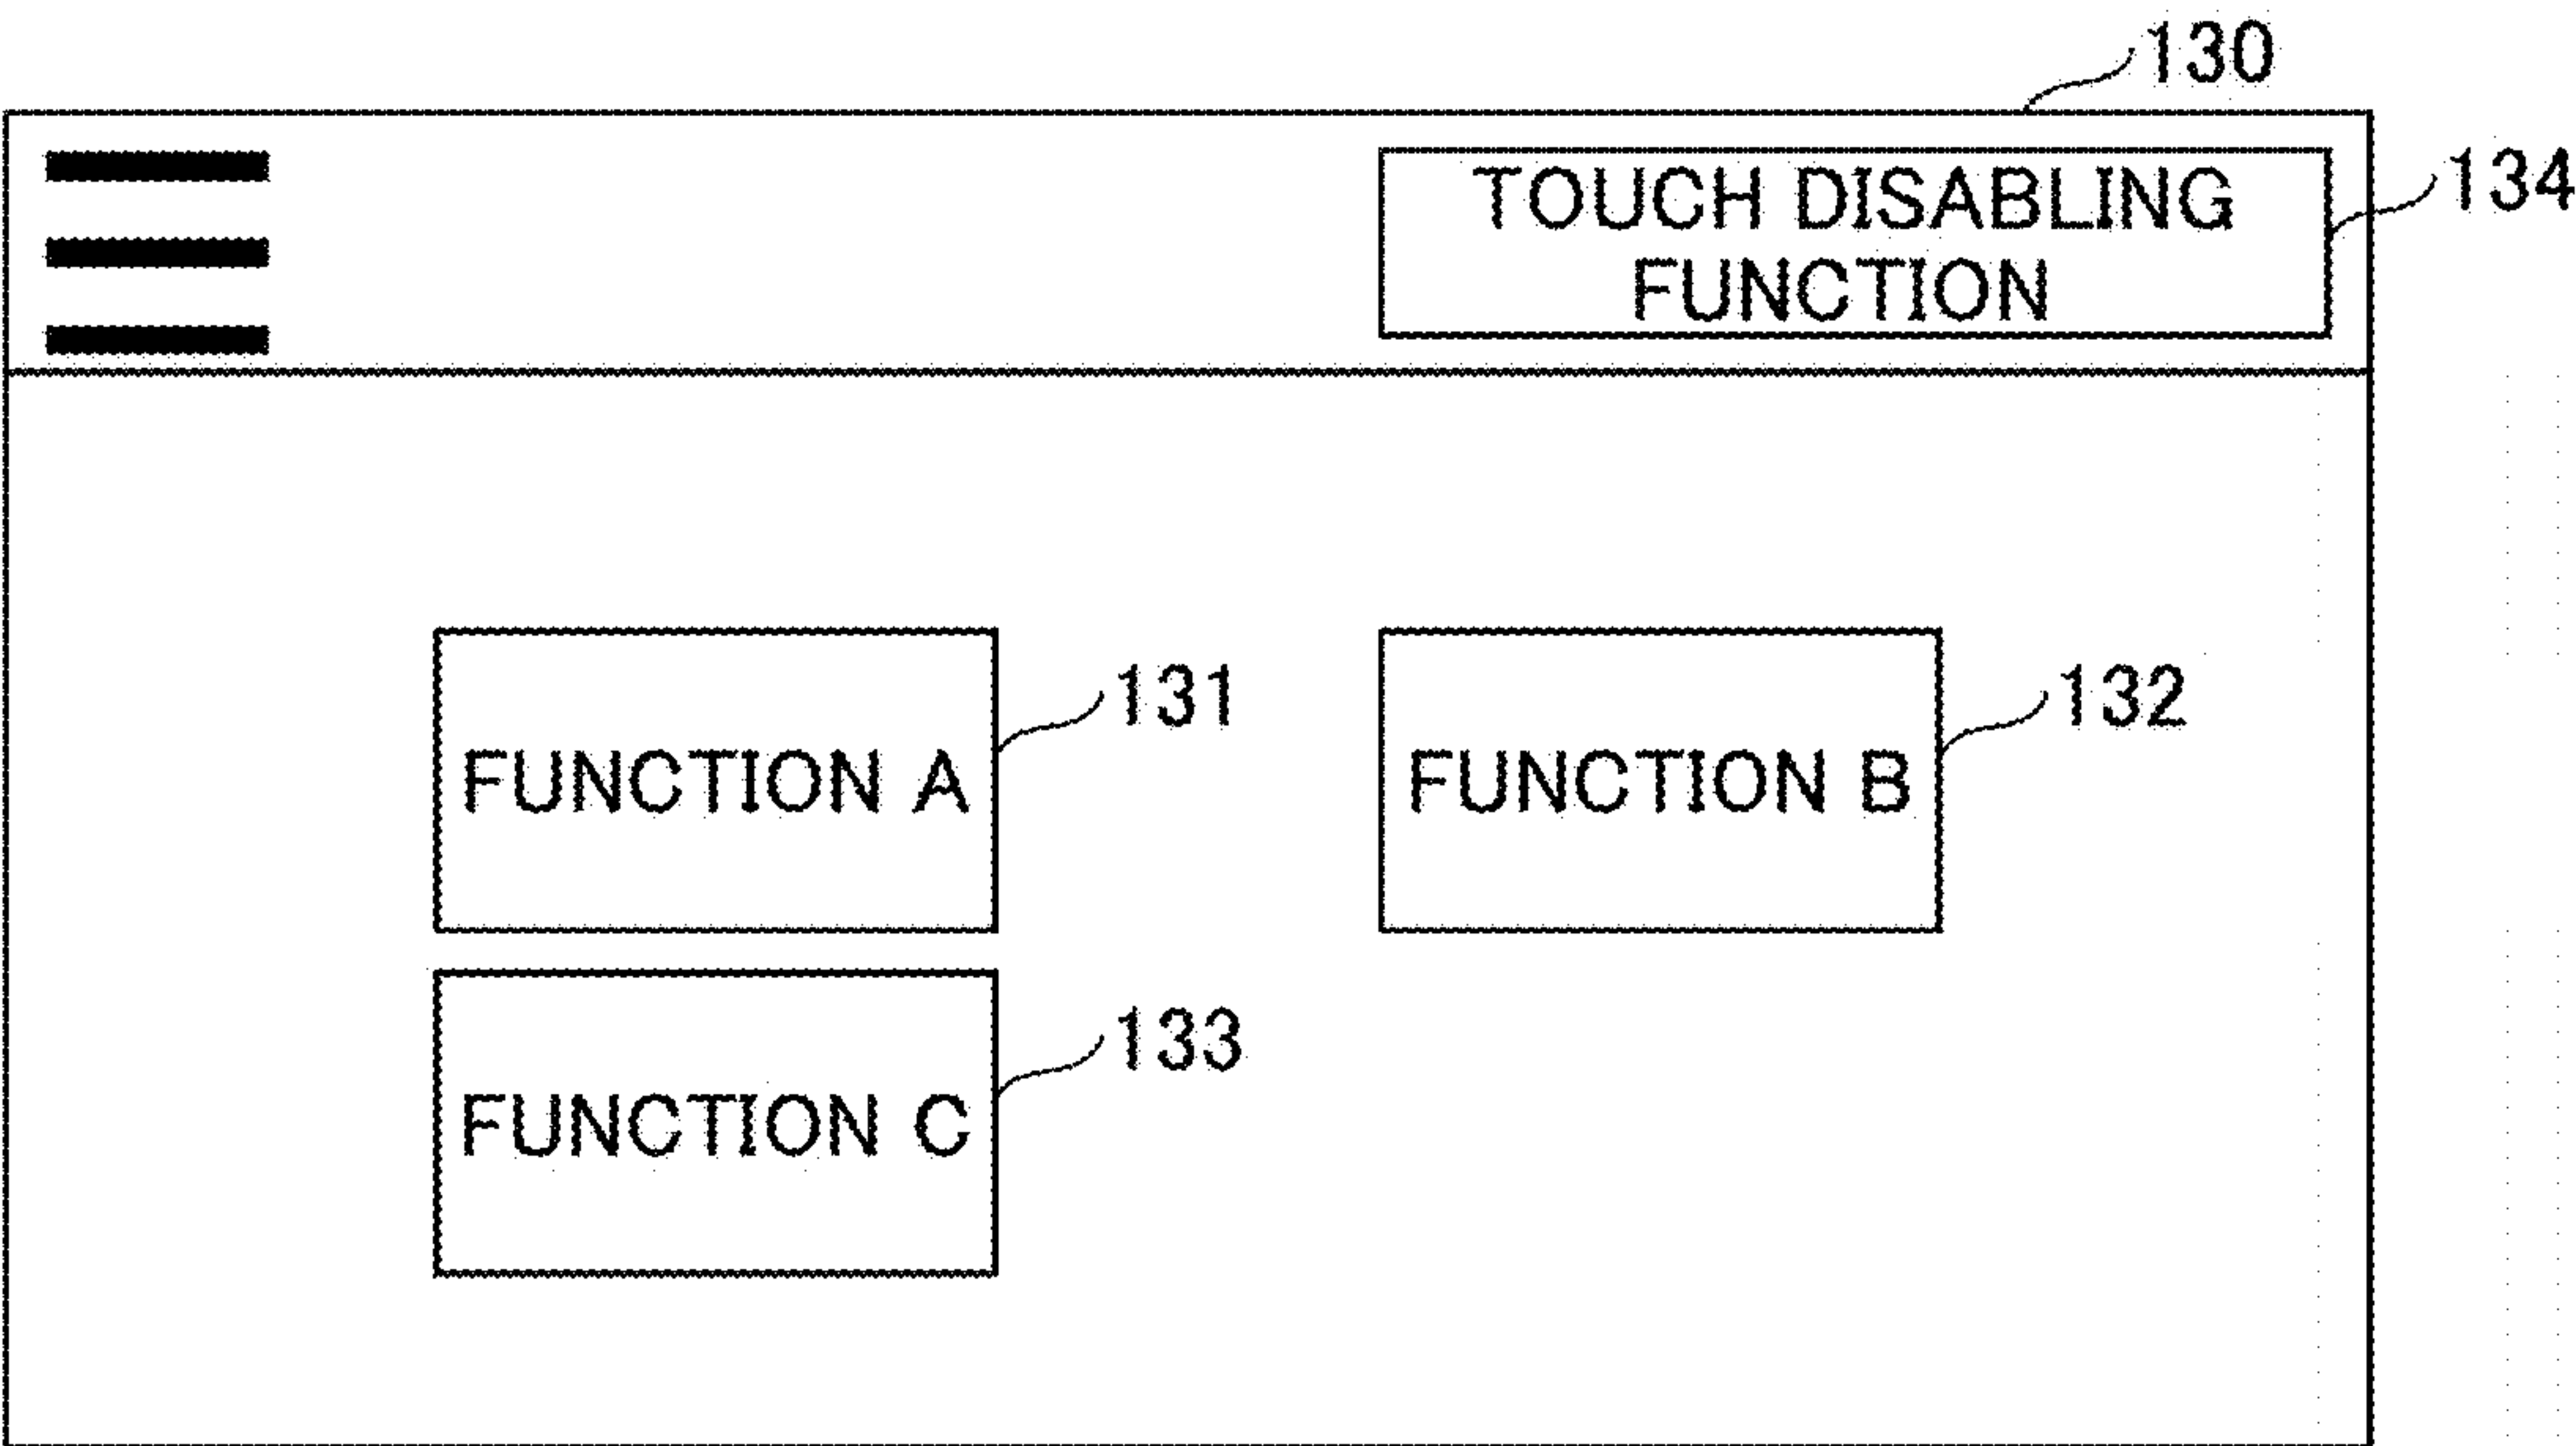 130
TOUCH DISABLING
FUNCTION
134
FUNCTION A
131
FUNCTION B
132
FUNCTION C
133